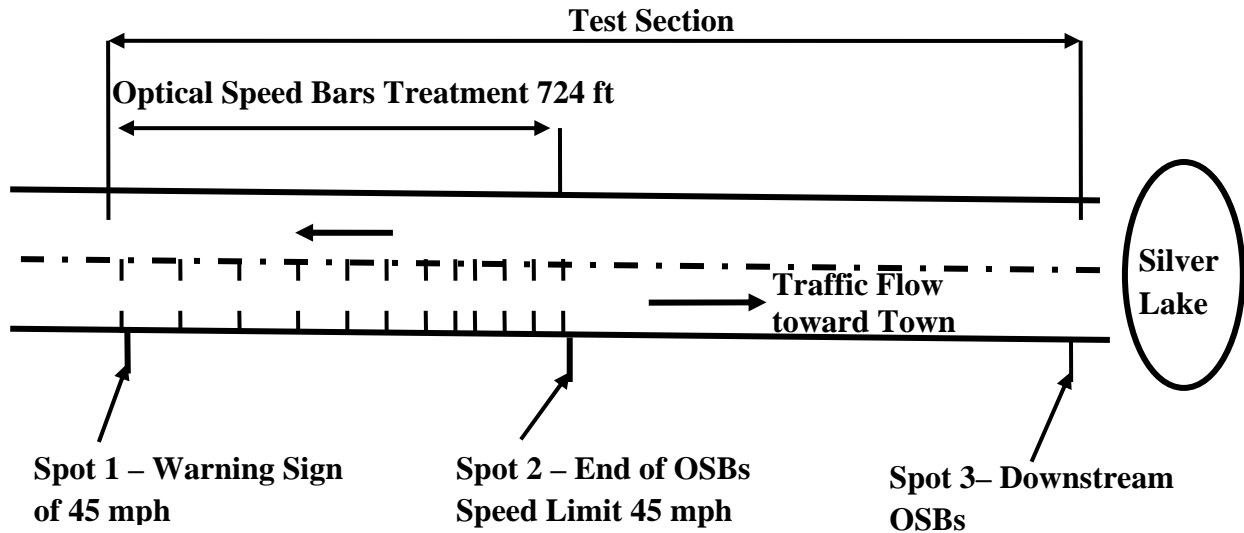 Test Section
Optical Speed Bars Treatment 724 ft
Silver
Lake
Traffic Flow
toward Town
Spot 1 – Warning Sign
of 45 mph
Spot 2 – End of OSBs
Speed Limit 45 mph
Spot 3– Downstream
OSBs